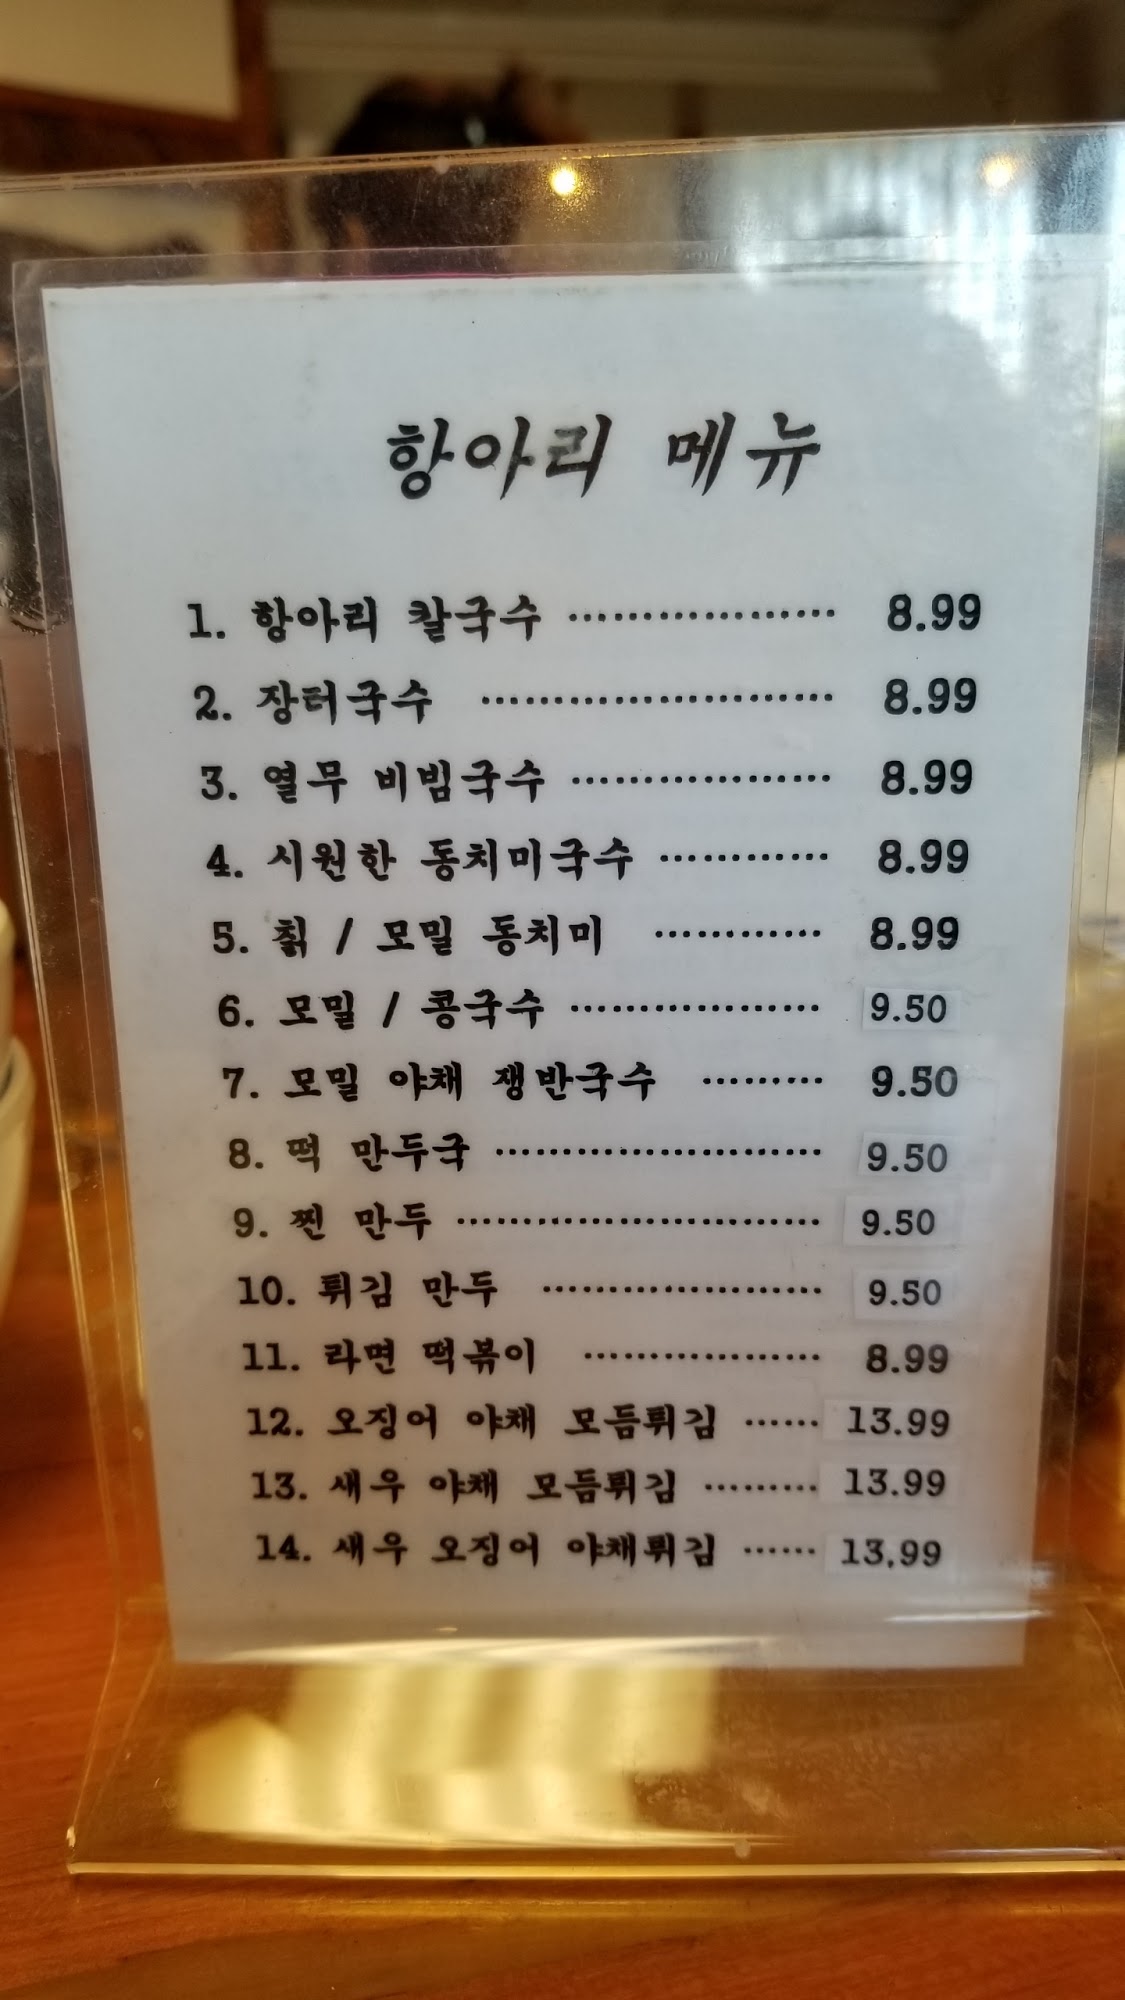 항아리 메뉴
1. 항아리 칼국수 ··················· 8.99
2. 장터국수 ························· 8.99
3. 열무 비빔국수 ··················· 8.99
4. 시원한 동치미국수 ············ 8.99
5. 칡 / 모밀 동치미 ············ 8.99
6. 모밀 / 콩국수 ·················· 9.50
7. 모밀 야채 쟁반국수 ········· 9.50
8. 떡 만두국 ························ 9.50
9. 찐 만두 ··························· 9.50
10. 튀김 만두 ····················· 9.50
11. 라면 떡볶이 ·················· 8.99
12. 오징어 야채 모듬튀김 ······ 13.99
13. 새우 야채 모듬튀김 ········· 13.99
14. 새우 오징어 야채튀김 ······ 13.99